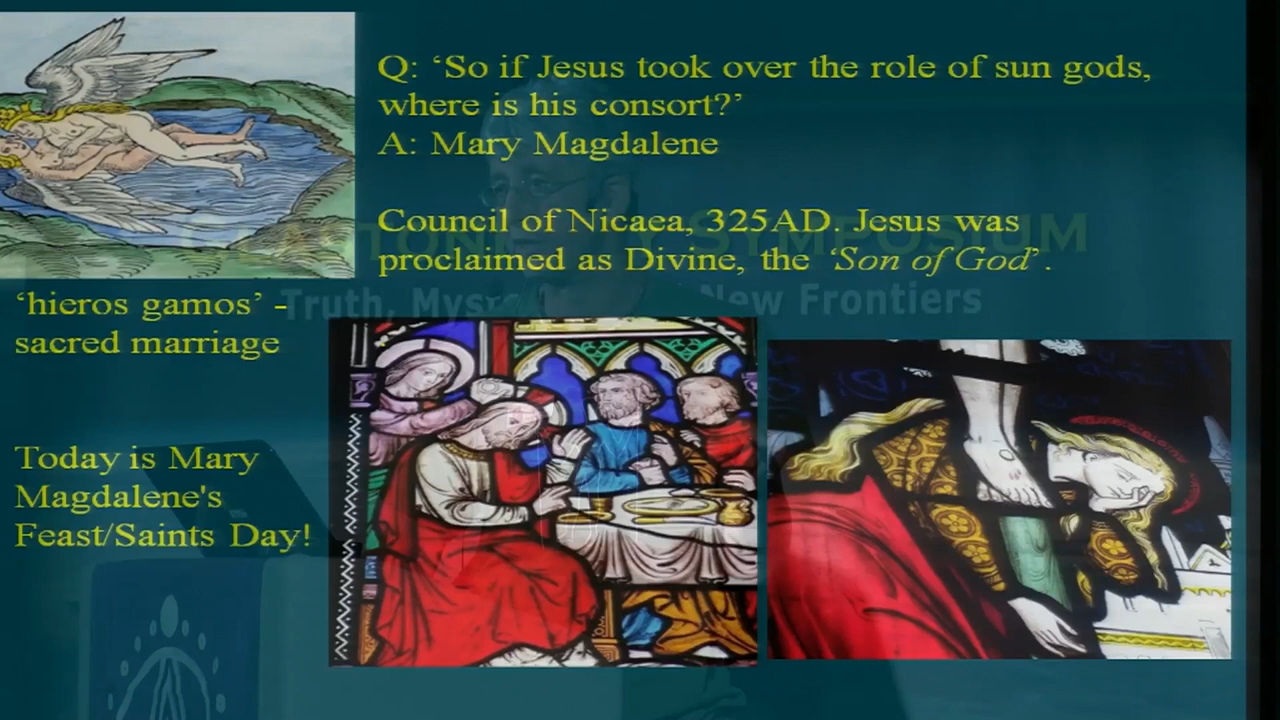 Q: ‘So if Jesus took over the role of sun gods,
where is his consort?’
A: Mary Magdalene
Council of Nicaea, 325AD. Jesus was
proclaimed as Divine, the ‘Son of God’.
SYMPOSIUM
Truth,
New Frontiers
‘hieros gamos’ -
sacred marriage
Today is Mary
Magdalene's
Feast/Saints Day!